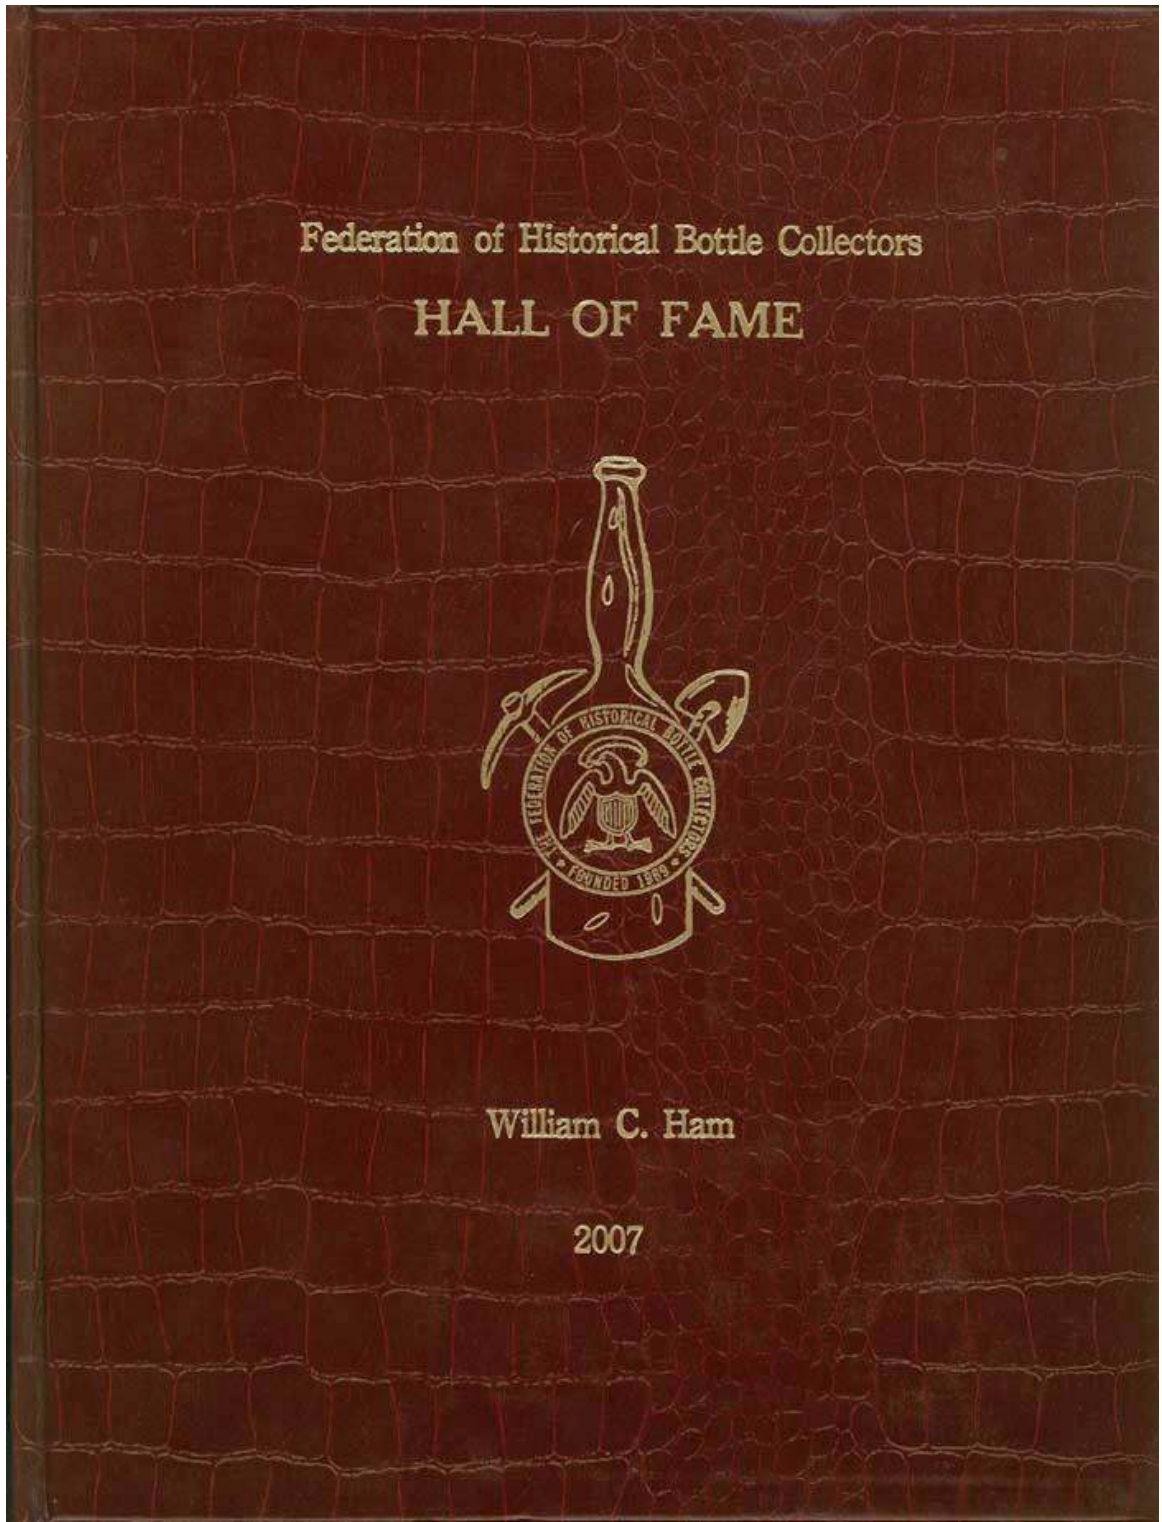 Federation of Historical Bottle Collectors
HALL OF FAME
THE FEDERATION OF HISTORICAL BOTTLE COLLECTORS
• FOUNDED 1969 •
William C. Ham
2007